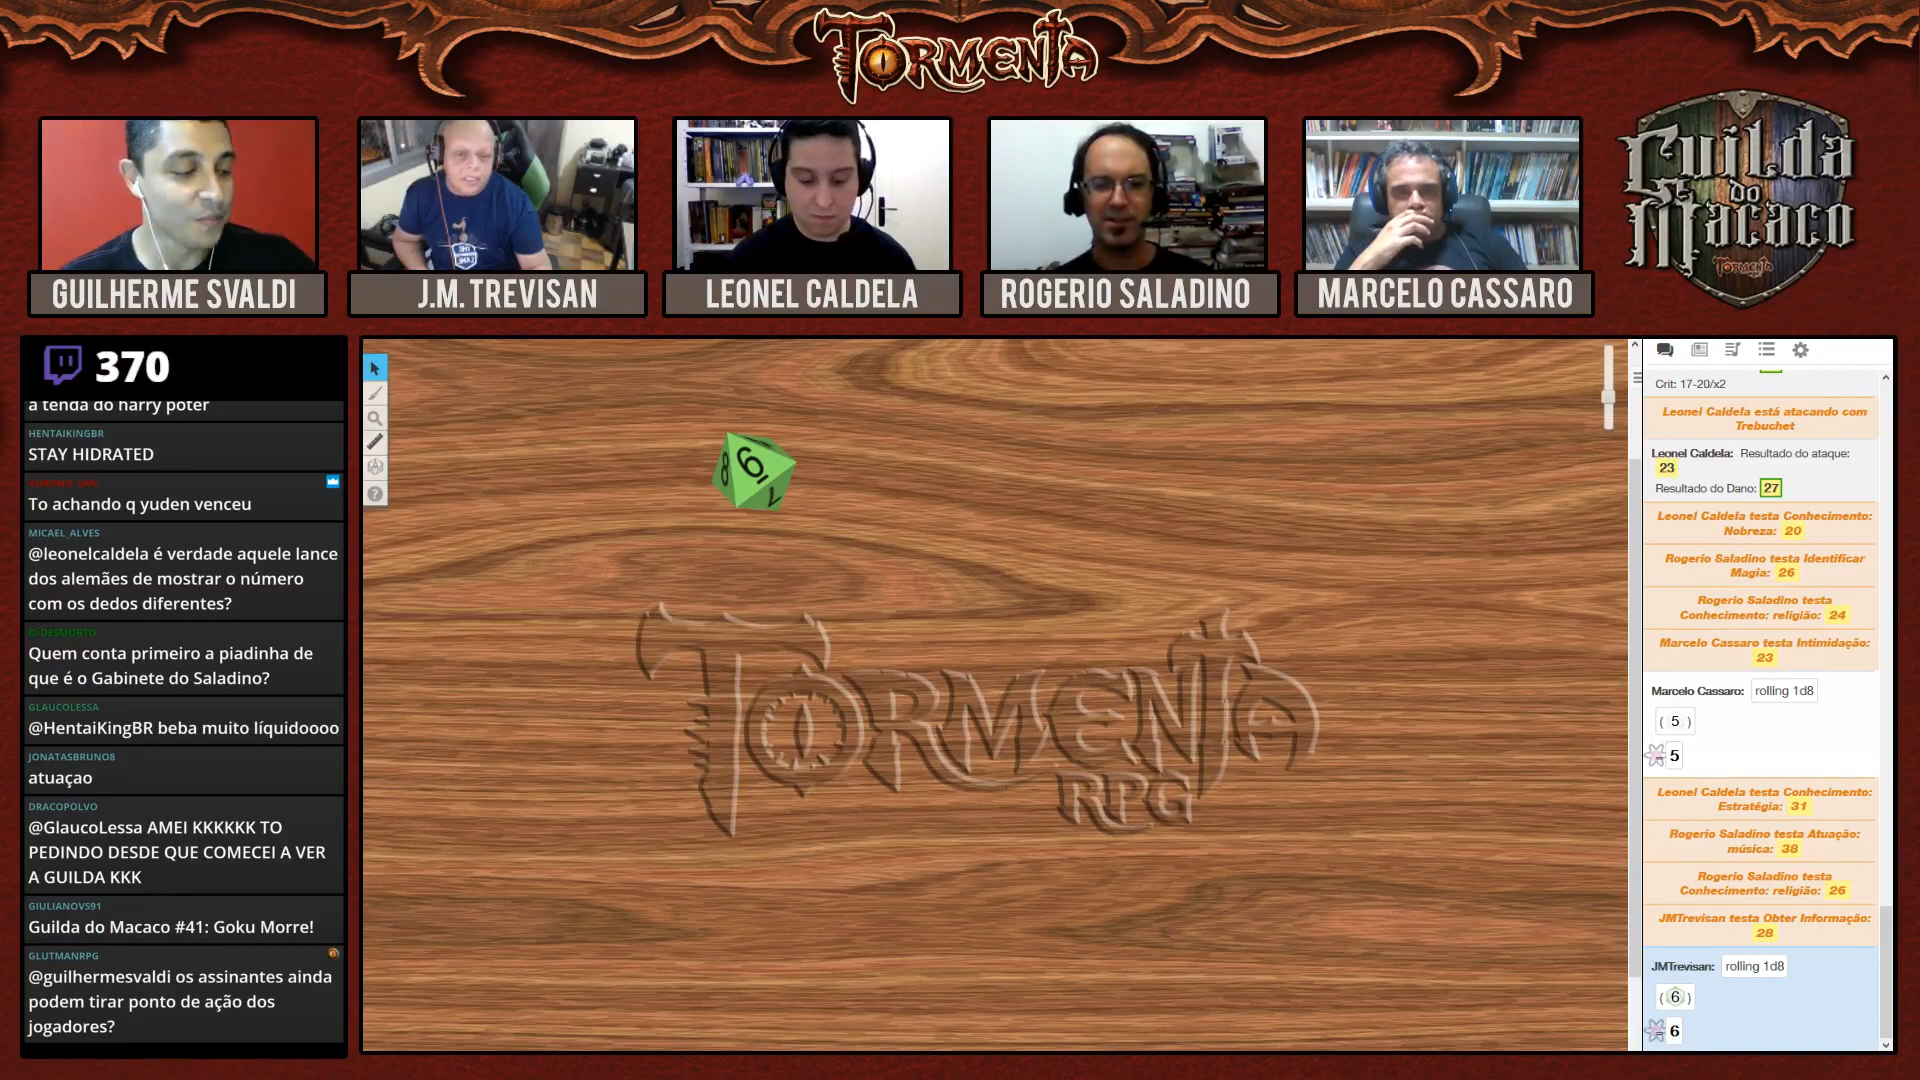 TORMENTA
Guilda
do
Macaco
TORMENTA
GUILHERME SVALDI
J.M. TREVISAN
LEONEL CALDELA
ROGERIO SALADINO
MARCELO CASSARO
370
a tenda do harry poter
HENTAIKINGBR
STAY HIDRATED
To achando q yuden venceu
MICAEL_ALVES
@leonelcaldela é verdade aquele lance
dos alemães de mostrar o número
com os dedos diferentes?
O_DESMORTO
Quem conta primeiro a piadinha de
que é o Gabinete do Saladino?
GLAUCOLESSA
@HentaiKingBR beba muito líquidoooo
JONATASBRUNO8
atuaçao
DRACOPOLVO
@GlaucoLessa AMEI KKKKKK TO
PEDINDO DESDE QUE COMECEI A VER
A GUILDA KKK
GIULIANOVS91
Guilda do Macaco #41: Goku Morre!
GLUTMANRPG
@guilhermesvaldi os assinantes ainda
podem tirar ponto de ação dos
jogadores?
8
6
1
TORMENTA
RPG
Crit: 17-20/x2
Leonel Caldela está atacando com
Trebuchet
Leonel Caldela: Resultado do ataque:
23
Resultado do Dano: 27
Leonel Caldela testa Conhecimento:
Nobreza: 20
Rogerio Saladino testa Identificar
Magia: 26
Rogerio Saladino testa
Conhecimento: religião: 24
Marcelo Cassaro testa Intimidação:
23
Marcelo Cassaro: rolling 1d8
( 5 )
= 5
Leonel Caldela testa Conhecimento:
Estratégia: 31
Rogerio Saladino testa Atuação:
música: 38
Rogerio Saladino testa
Conhecimento: religião: 26
JMTrevisan testa Obter Informação:
28
JMTrevisan: rolling 1d8
( 6 )
= 6